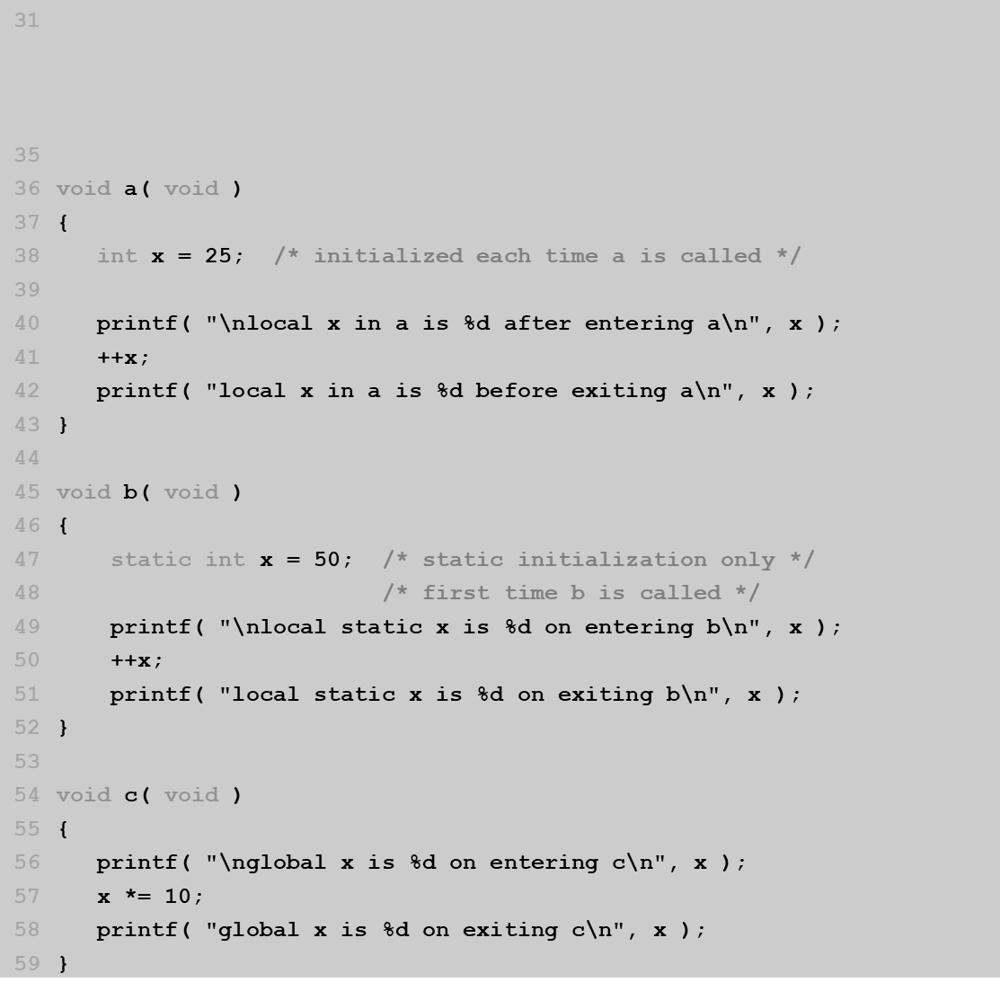 31
35
36 void a( void )
37 {
38    int x = 25;  /* initialized each time a is called */
39
40    printf( "\nlocal x in a is %d after entering a\n", x );
41    ++x;
42    printf( "local x in a is %d before exiting a\n", x );
43 }
44
45 void b( void )
46 {
47     static int x = 50;  /* static initialization only */
48                         /* first time b is called */
49     printf( "\nlocal static x is %d on entering b\n", x );
50     ++x;
51     printf( "local static x is %d on exiting b\n", x );
52 }
53
54 void c( void )
55 {
56    printf( "\nglobal x is %d on entering c\n", x );
57    x *= 10;
58    printf( "global x is %d on exiting c\n", x );
59 }